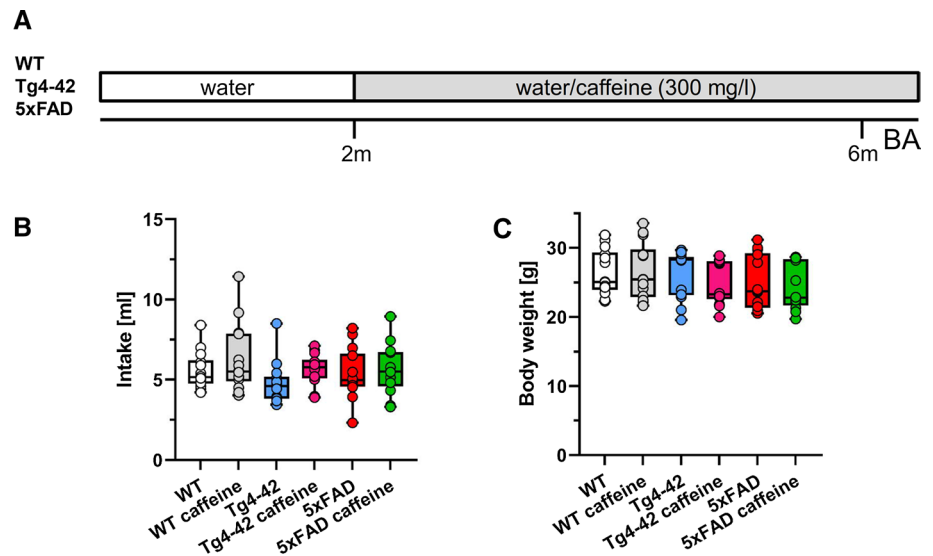 A
WT
Tg4-42
5xFAD
water
water/caffeine (300 mg/l)
2m
6m
BA
B
Intake [ml]
15
10
5
0
WT
WT caffeine
Tg4-42
Tg4-42 caffeine
5xFAD
5xFAD caffeine
C
Body weight [g]
30
20
10
0
WT
WT caffeine
Tg4-42
Tg4-42 caffeine
5xFAD
5xFAD caffeine